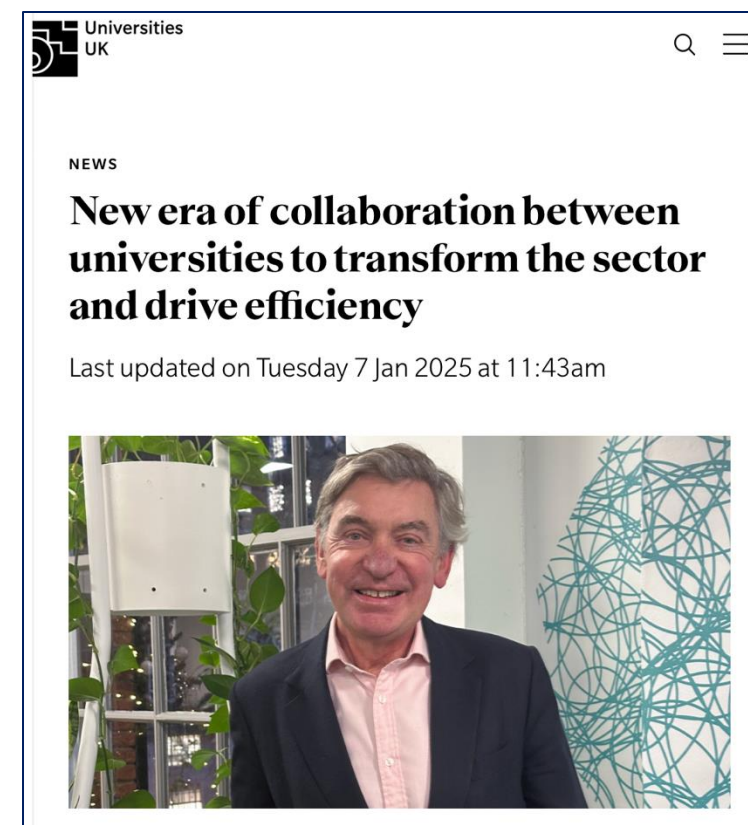 Universities
UK
NEWS
New era of collaboration between
universities to transform the sector
and drive efficiency
Last updated on Tuesday 7 Jan 2025 at 11:43am